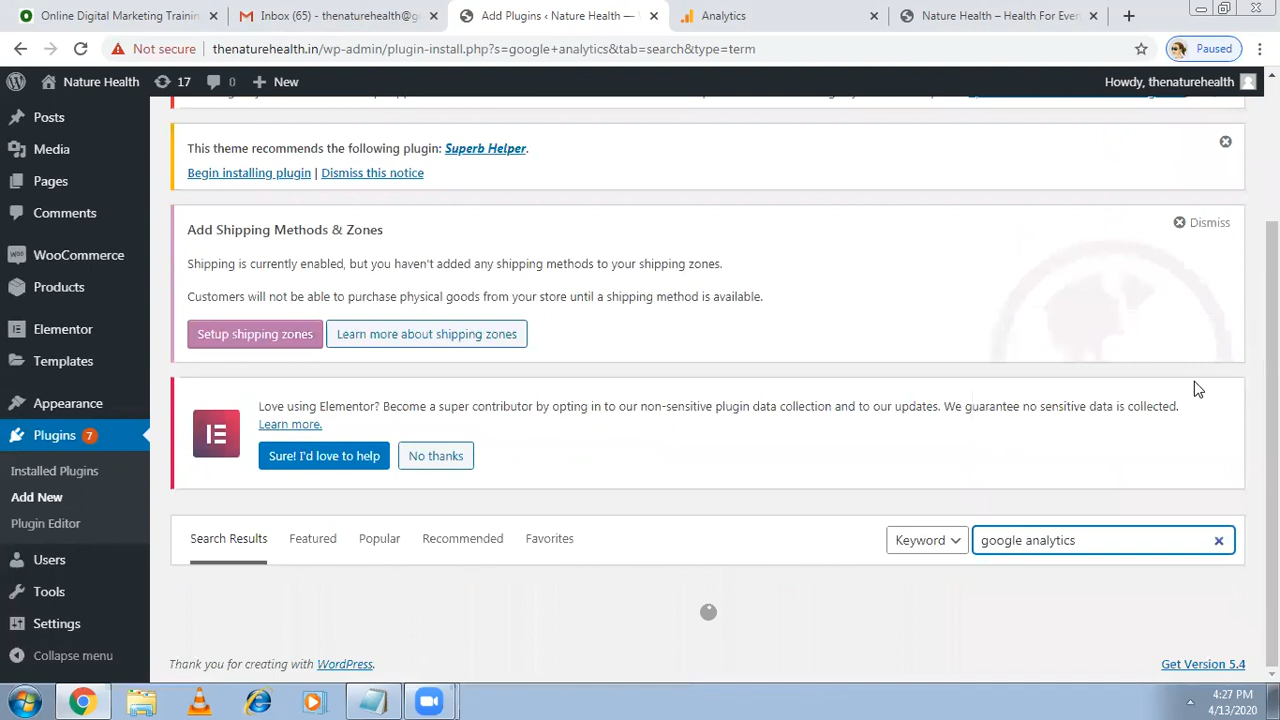 Online Digital Marketing Trainin
Inbox (65) - thenaturehealth@g
Add Plugins ‹ Nature Health —
Analytics
Nature Health – Health For Ever
Not secure
thenaturehealth.in/wp-admin/plugin-install.php?s=google+analytics&tab=search&type=term
Paused
Nature Health
17
0
New
Howdy, thenaturehealth
Posts
Media
Pages
Comments
WooCommerce
Products
Elementor
Templates
Appearance
Plugins 7
Installed Plugins
Add New
Plugin Editor
Users
Tools
Settings
Collapse menu
This theme recommends the following plugin: Superb Helper.
Begin installing plugin | Dismiss this notice
Add Shipping Methods & Zones
Dismiss
Shipping is currently enabled, but you haven't added any shipping methods to your shipping zones.
Customers will not be able to purchase physical goods from your store until a shipping method is available.
Setup shipping zones
Learn more about shipping zones
Love using Elementor? Become a super contributor by opting in to our non-sensitive plugin data collection and to our updates. We guarantee no sensitive data is collected.
Learn more.
Sure! I'd love to help
No thanks
Search Results
Featured
Popular
Recommended
Favorites
Keyword
google analytics
Thank you for creating with WordPress.
Get Version 5.4
4:27 PM
4/13/2020